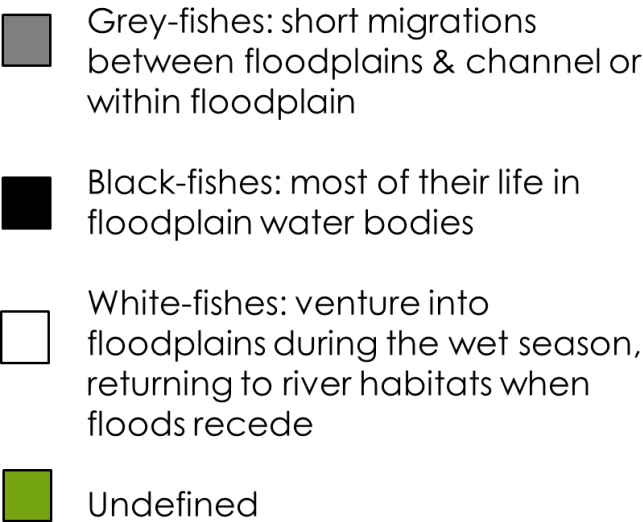 Grey-fishes: short migrations
between floodplains & channel or
within floodplain
Black-fishes: most of their life in
floodplain water bodies
White-fishes: venture into
floodplains during the wet season,
returning to river habitats when
floods recede
Undefined